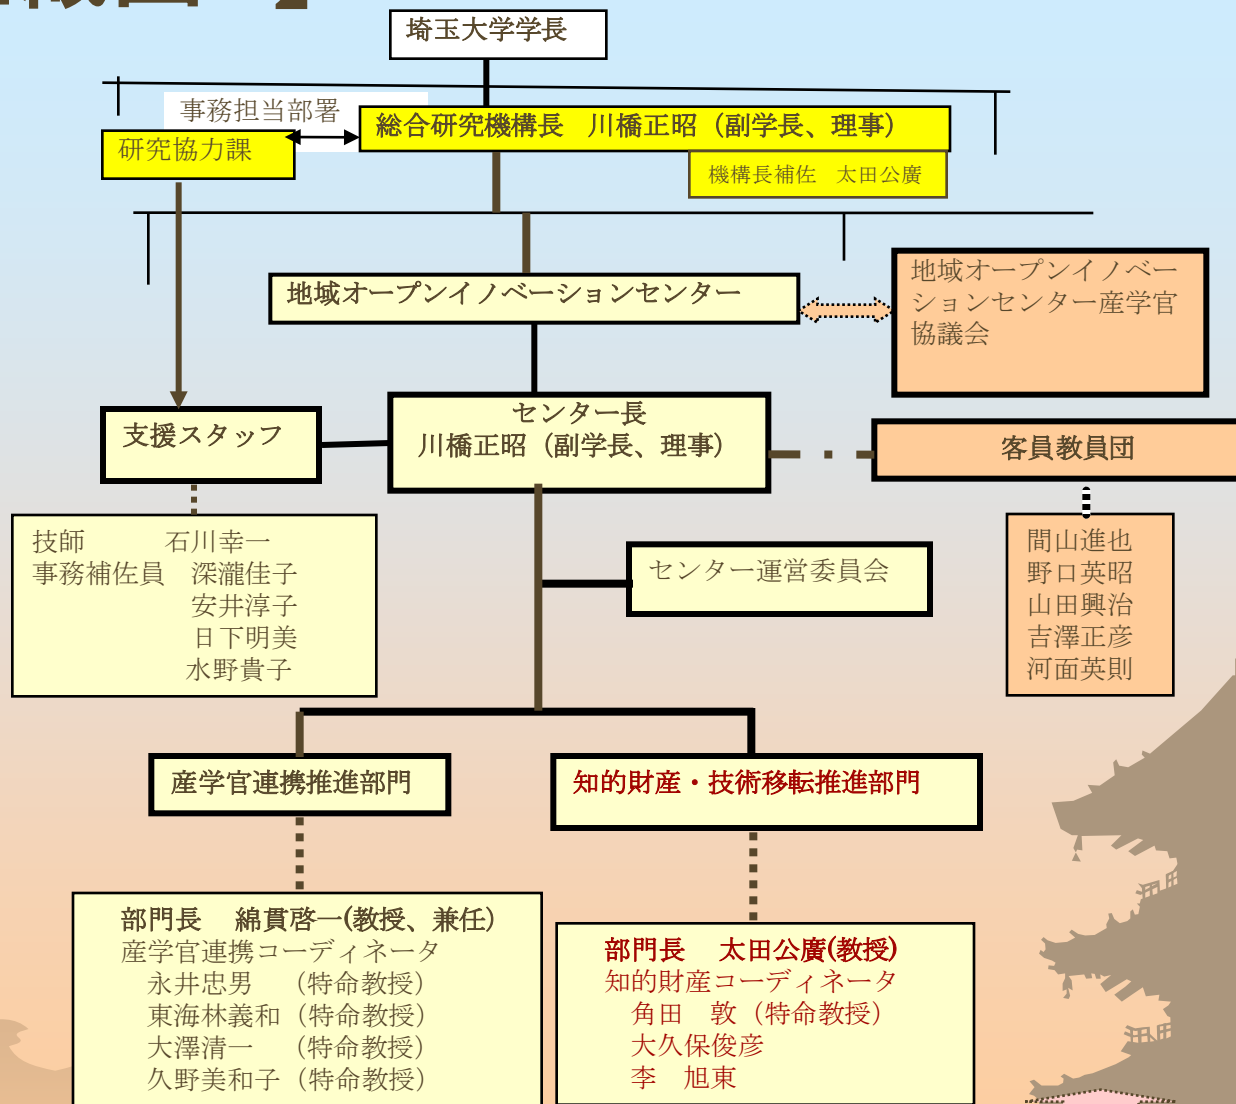 埼玉大学学長
事務担当部署
総合研究機構長　川橋正昭（副学長、理事）
研究協力課
機構長補佐　太田公廣
地域オープンイノベーションセンター
地域オープンイノベー
ションセンター産学官
協議会
センター長
川橋正昭（副学長、理事）
支援スタッフ
客員教員団
技師　　　石川幸一
事務補佐員　深瀧佳子
安井淳子
日下明美
水野貴子
センター運営委員会
間山進也
野口英昭
山田興治
吉澤正彦
河面英則
産学官連携推進部門
知的財産・技術移転推進部門
部門長　綿貫啓一(教授、兼任)
産学官連携コーディネータ
永井忠男　（特命教授）
東海林義和（特命教授）
大澤清一　（特命教授）
久野美和子（特命教授）
部門長　太田公廣(教授)
知的財産コーディネータ
角田　敦（特命教授）
大久保俊彦
李　旭東